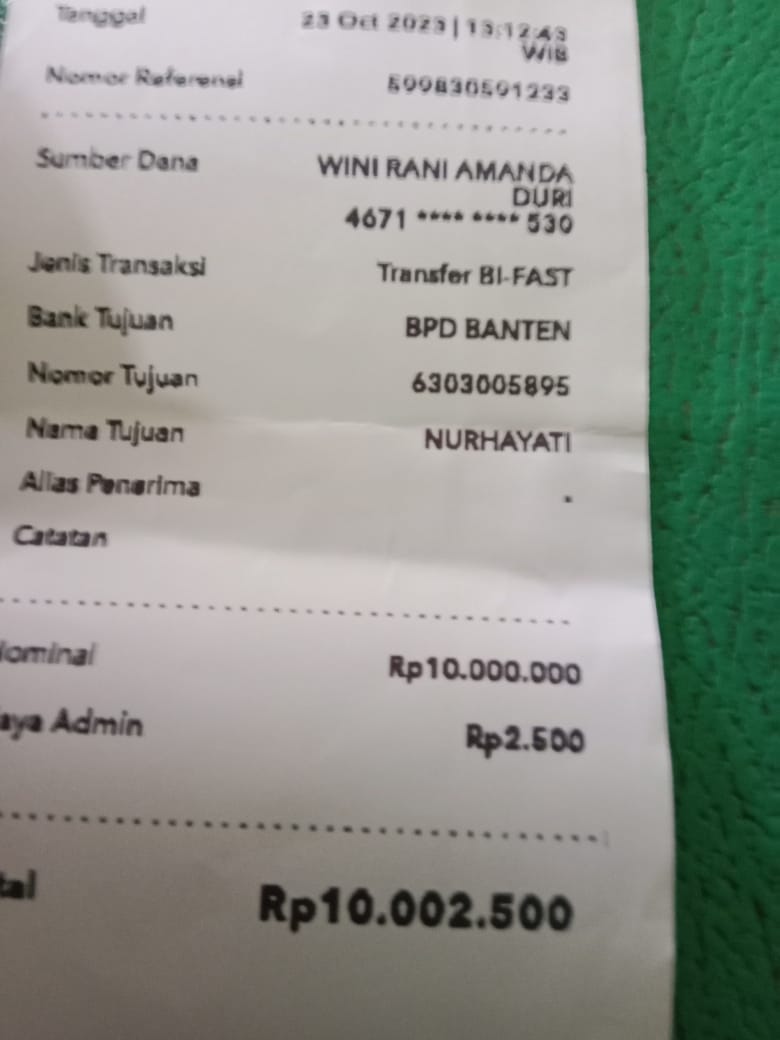 Tanggal 23 Oct 2023 | 13:12:43
WIB
Nomor Referensi 599830591233
Sumber Dana WINI RANI AMANDA
DURI
4671 **** **** 530
Jenis Transaksi Transfer BI-FAST
Bank Tujuan BPD BANTEN
Nomor Tujuan 6303005895
Nama Tujuan NURHAYATI
Alias Penerima -
Catatan
Nominal Rp10.000.000
aya Admin Rp2.500
tal Rp10.002.500